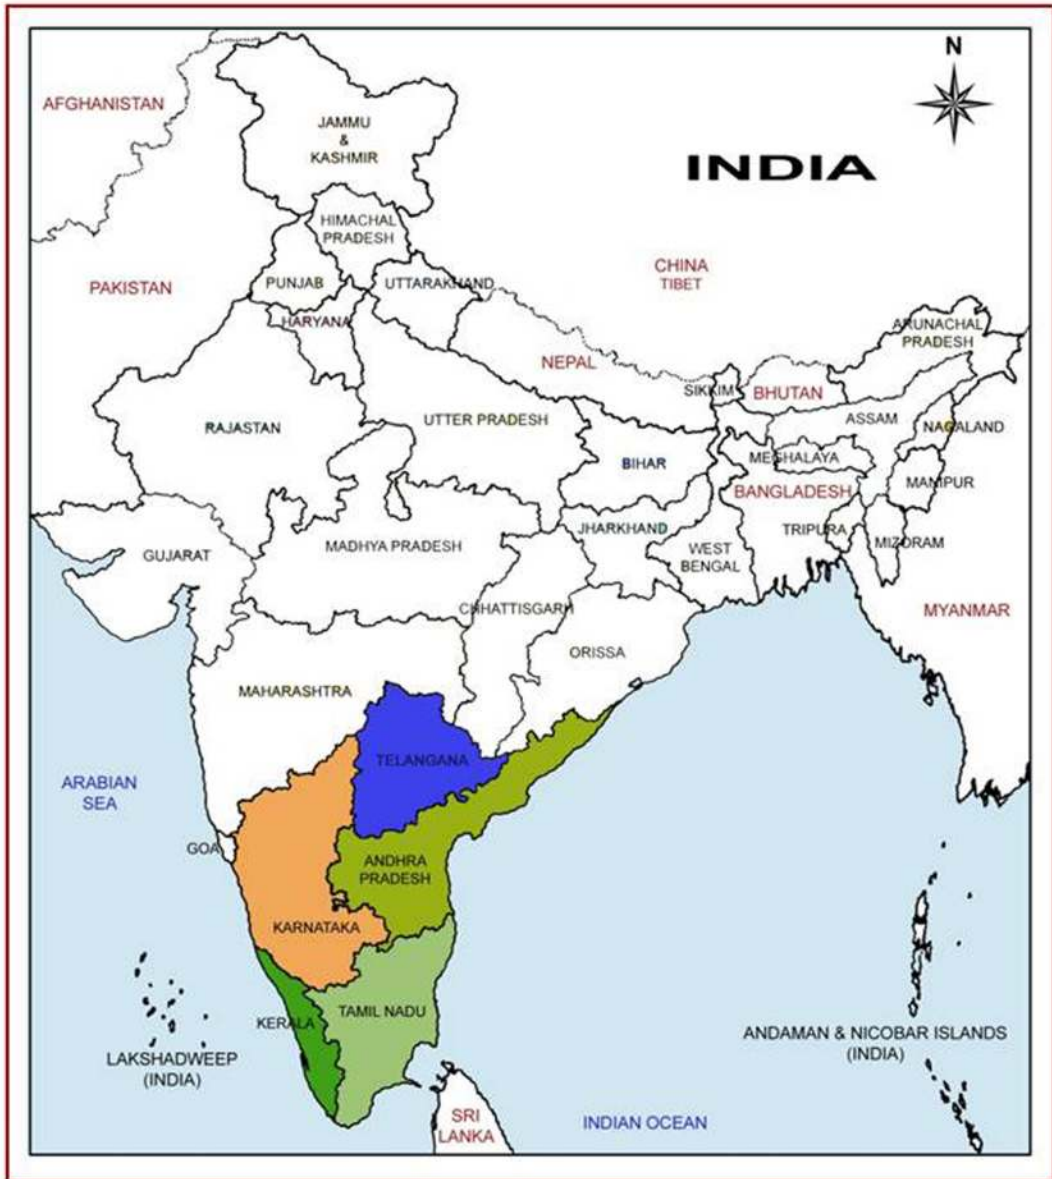 N
AFGHANISTAN
JAMMU
&
KASHMIR
INDIA
HIMACHAL
PRADESH
CHINA
TIBET
PAKISTAN
PUNJAB
UTTARAKHAND
HARYANA
ARUNACHAL
PRADESH
NEPAL
SIKKIM
BHUTAN
RAJASTAN
UTTER PRADESH
ASSAM
NAGALAND
BIHAR
MEGHALAYA
MANIPUR
BANGLADESH
JHARKHAND
TRIPURA
MIZORAM
GUJARAT
MADHYA PRADESH
WEST
BENGAL
CHHATTISGARH
MYANMAR
ORISSA
MAHARASHTRA
TELANGANA
ARABIAN
SEA
GOA
ANDHRA
PRADESH
KARNATAKA
TAMIL NADU
KERALA
LAKSHADWEEP
(INDIA)
ANDAMAN & NICOBAR ISLANDS
(INDIA)
SRI
LANKA
INDIAN OCEAN